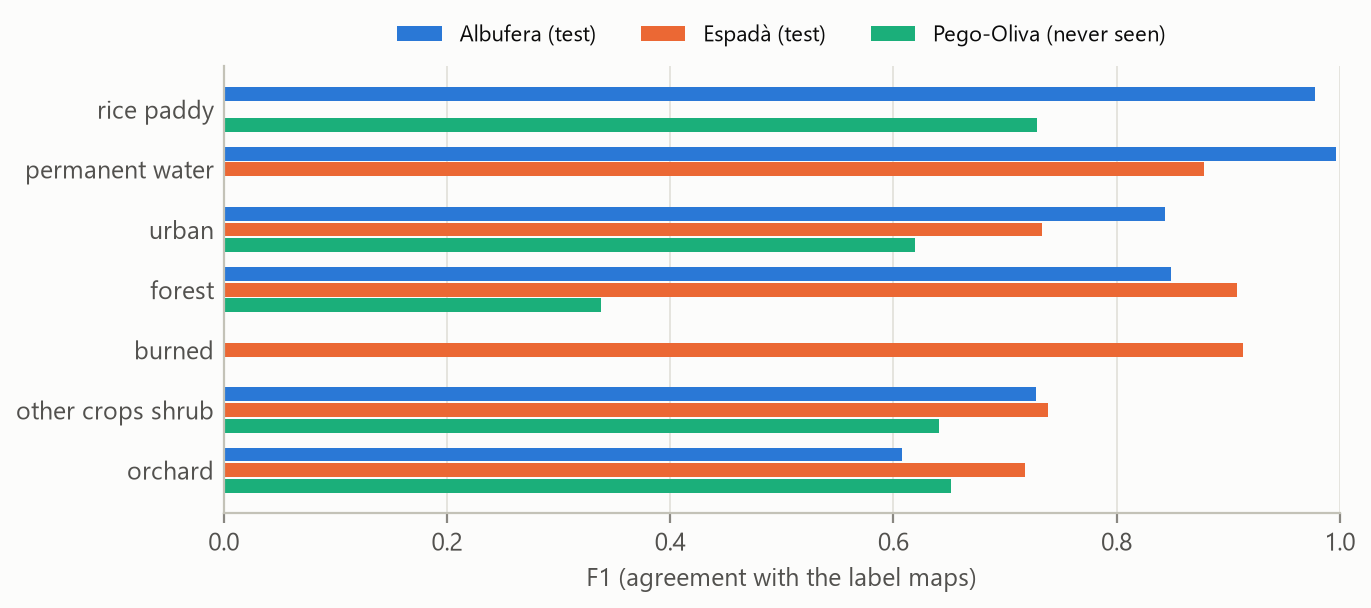 Albufera (test) Espadà (test) Pego-Oliva (never seen)
rice paddy
permanent water
urban
forest
burned
other crops shrub
orchard
0.0 0.2 0.4 0.6 0.8 1.0
F1 (agreement with the label maps)